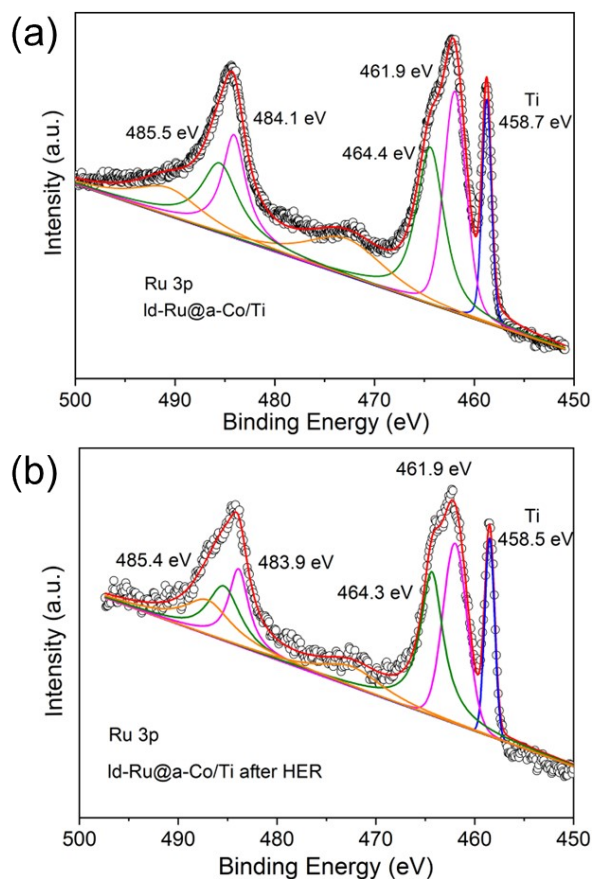 (a)
Intensity (a.u.)
485.5 eV
484.1 eV
461.9 eV
464.4 eV
Ti
458.7 eV
Ru 3p
ld-Ru@a-Co/Ti
500 490 480 470 460 450
Binding Energy (eV)
(b)
Intensity (a.u.)
485.4 eV
483.9 eV
461.9 eV
464.3 eV
Ti
458.5 eV
Ru 3p
ld-Ru@a-Co/Ti after HER
500 490 480 470 460 450
Binding Energy (eV)